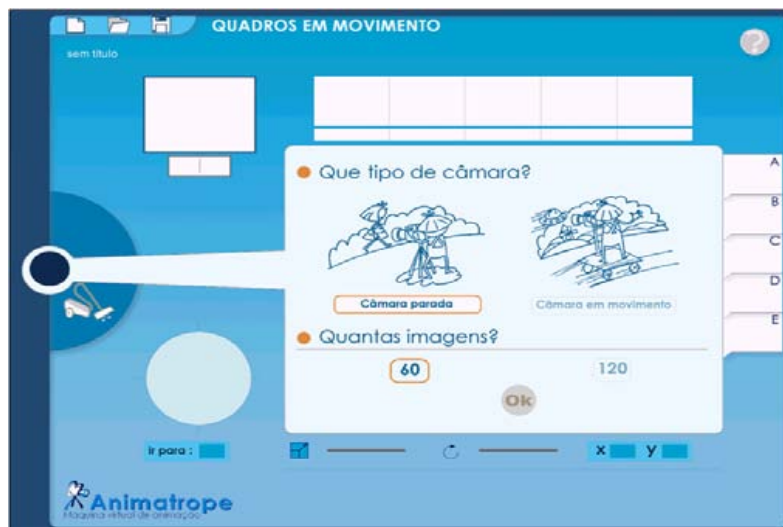 QUADROS EM MOVIMENTO
?
sem título
Que tipo de câmara?
Câmara parada
Câmara em movimento
Quantas imagens?
60
120
Ok
A
B
C
D
E
ir para :
x
y
Animatrope
Maquina virtual de animação